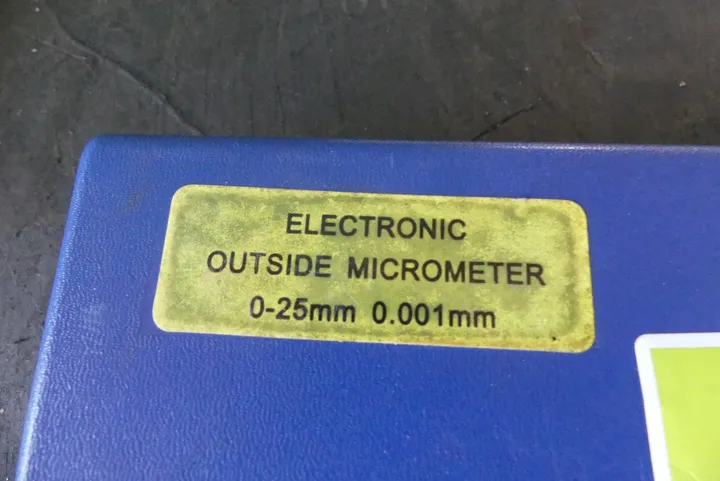 ELECTRONIC
OUTSIDE MICROMETER
0-25mm 0.001mm